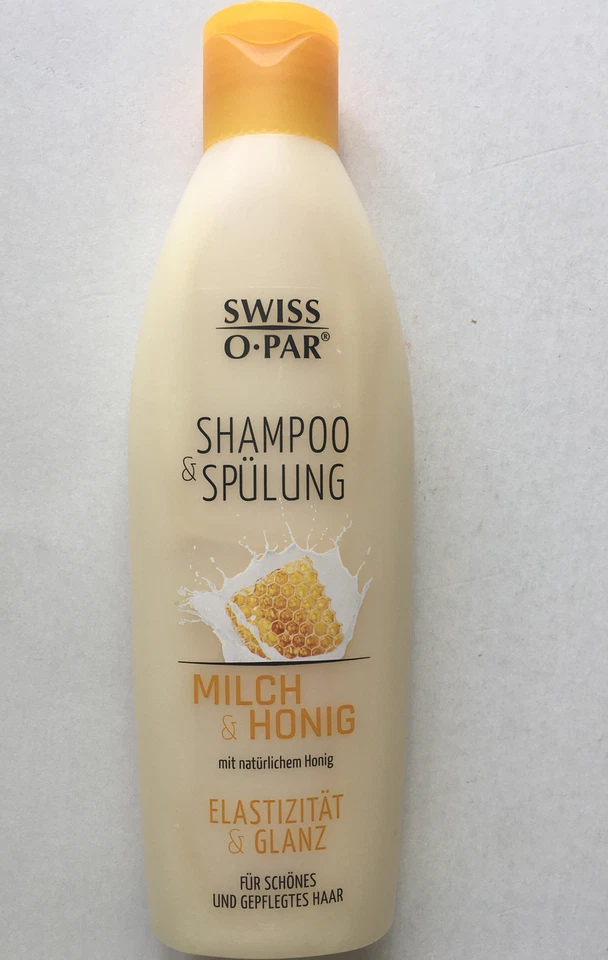 SWISS
O·PAR®
SHAMPOO
& SPÜLUNG
MILCH
& HONIG
mit natürlichem Honig
ELASTIZITÄT
& GLANZ
FÜR SCHÖNES
UND GEPFLEGTES HAAR